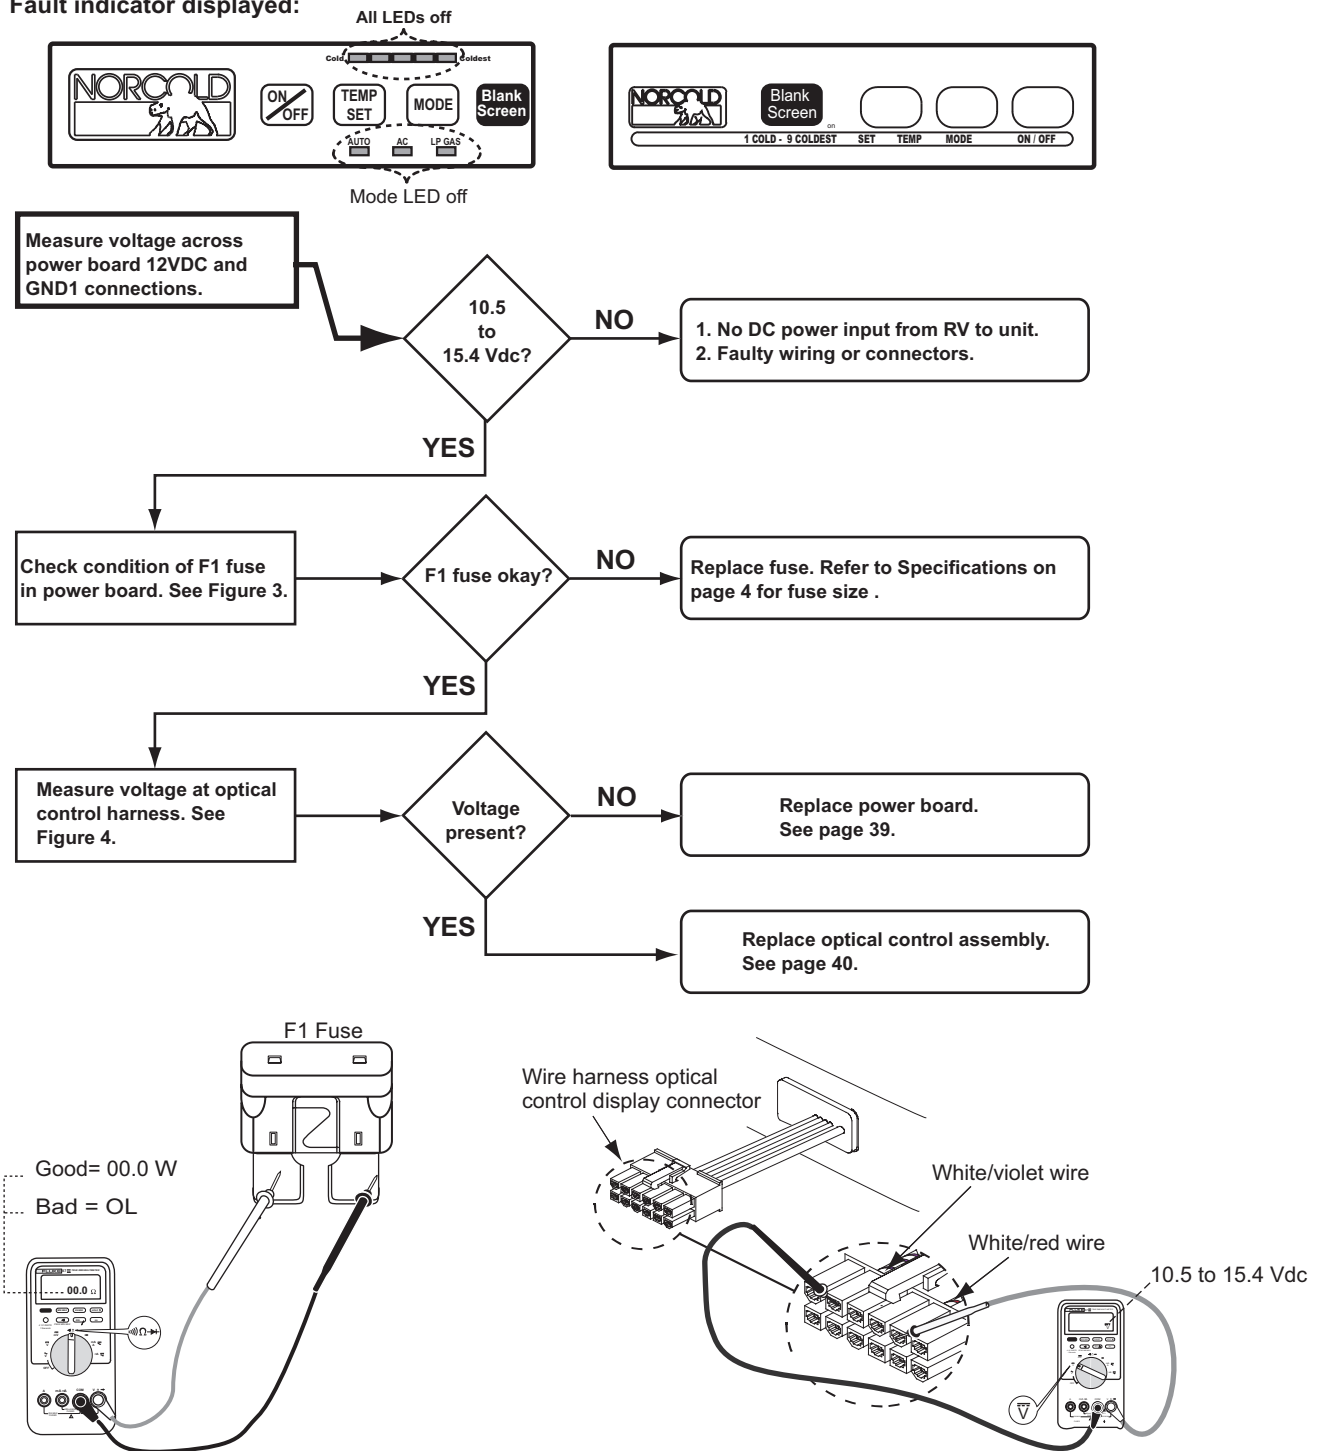 Fault indicator displayed:
All LEDs off
Cold
Coldest
NORCOLD
ON
OFF
TEMP
SET
MODE
Blank
Screen
AUTO
AC
LP GAS
Mode LED off
NORCOLD
Blank
Screen
on
1 COLD - 9 COLDEST
SET
TEMP
MODE
ON / OFF
Measure voltage across
power board 12VDC and
GND1 connections.
10.5
to
15.4 Vdc?
NO
1. No DC power input from RV to unit.
2. Faulty wiring or connectors.
YES
Check condition of F1 fuse
in power board. See Figure 3.
F1 fuse okay?
NO
Replace fuse. Refer to Specifications on
page 4 for fuse size .
YES
Measure voltage at optical
control harness. See
Figure 4.
Voltage
present?
NO
Replace power board.
See page 39.
YES
Replace optical control assembly.
See page 40.
F1 Fuse
Good= 00.0 W
Bad = OL
00.0 Ω
Wire harness optical
control display connector
White/violet wire
White/red wire
10.5 to 15.4 Vdc
V